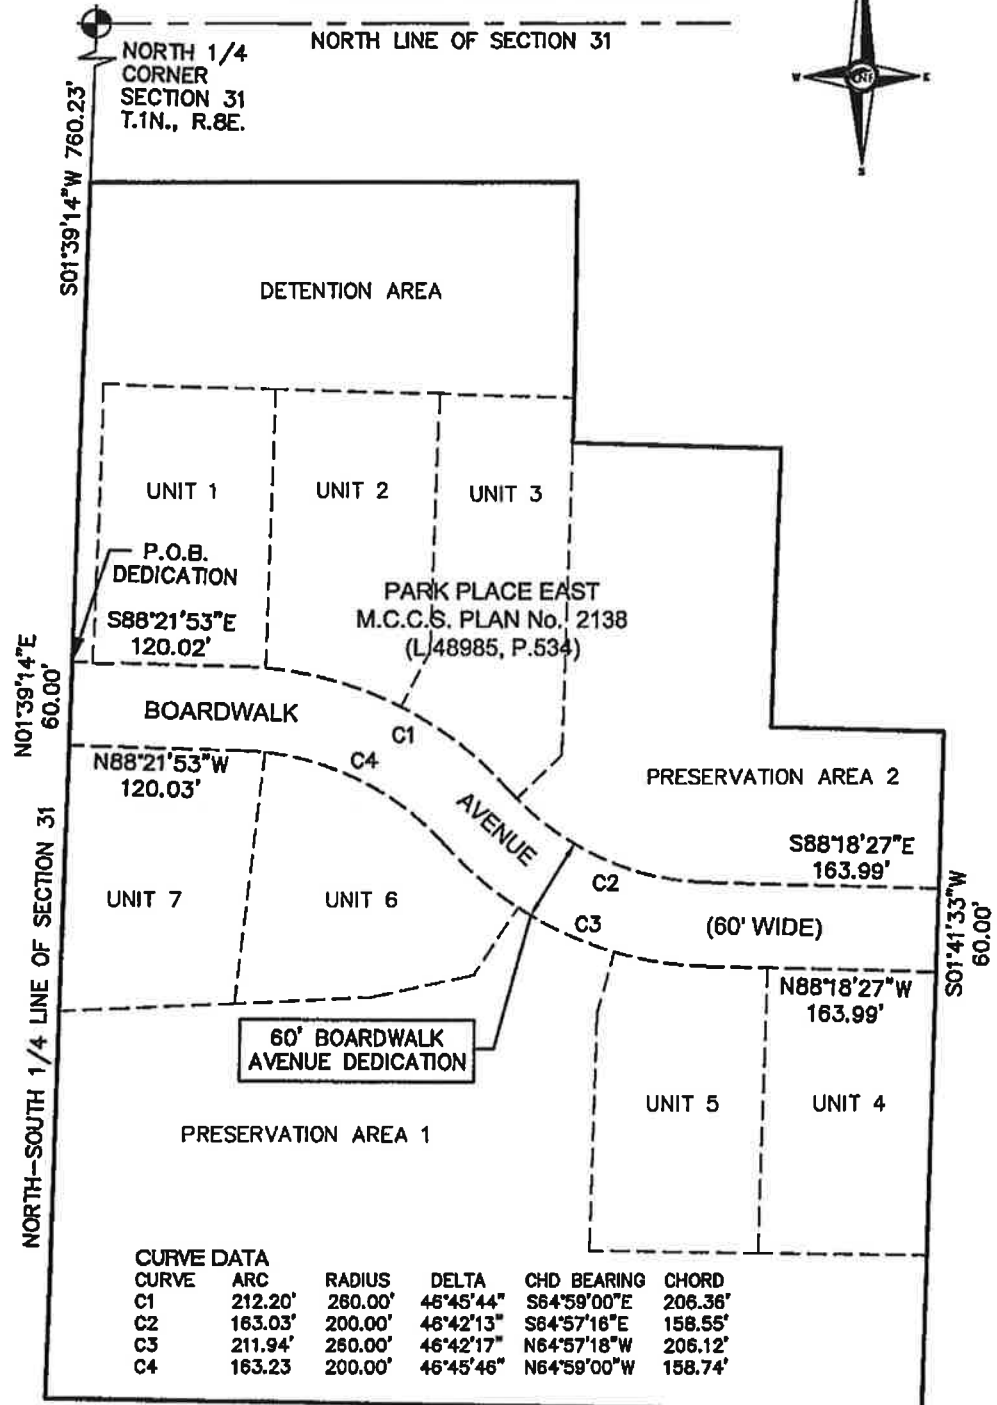 NORTH LINE OF SECTION 31
NORTH 1/4
CORNER
SECTION 31
T.1N., R.8E.
W
E
S
S01°39'14"W 760.23'
DETENTION AREA
UNIT 1
UNIT 2
UNIT 3
P.O.B.
DEDICATION
PARK PLACE EAST
M.C.C.S. PLAN No. 2138
(L.48985, P.534)
S88°21'53"E
120.02'
N01°39'14"E
60.00'
BOARDWALK
C1
C4
N88°21'53"W
120.03'
AVENUE
PRESERVATION AREA 2
S88°18'27"E
163.99'
C2
C3
(60' WIDE)
S01°41'33"W
60.00'
UNIT 7
UNIT 6
N88°18'27"W
163.99'
60' BOARDWALK
AVENUE DEDICATION
NORTH-SOUTH 1/4 LINE OF SECTION 31
UNIT 5
UNIT 4
PRESERVATION AREA 1
CURVE DATA
CURVE ARC RADIUS DELTA CHD BEARING CHORD
C1 212.20' 260.00' 46°45'44" S64°59'00"E 206.36'
C2 163.03' 200.00' 46°42'13" S64°57'16"E 158.55'
C3 211.94' 260.00' 46°42'17" N64°57'18"W 206.12'
C4 163.23 200.00' 46°45'46" N64°59'00"W 158.74'